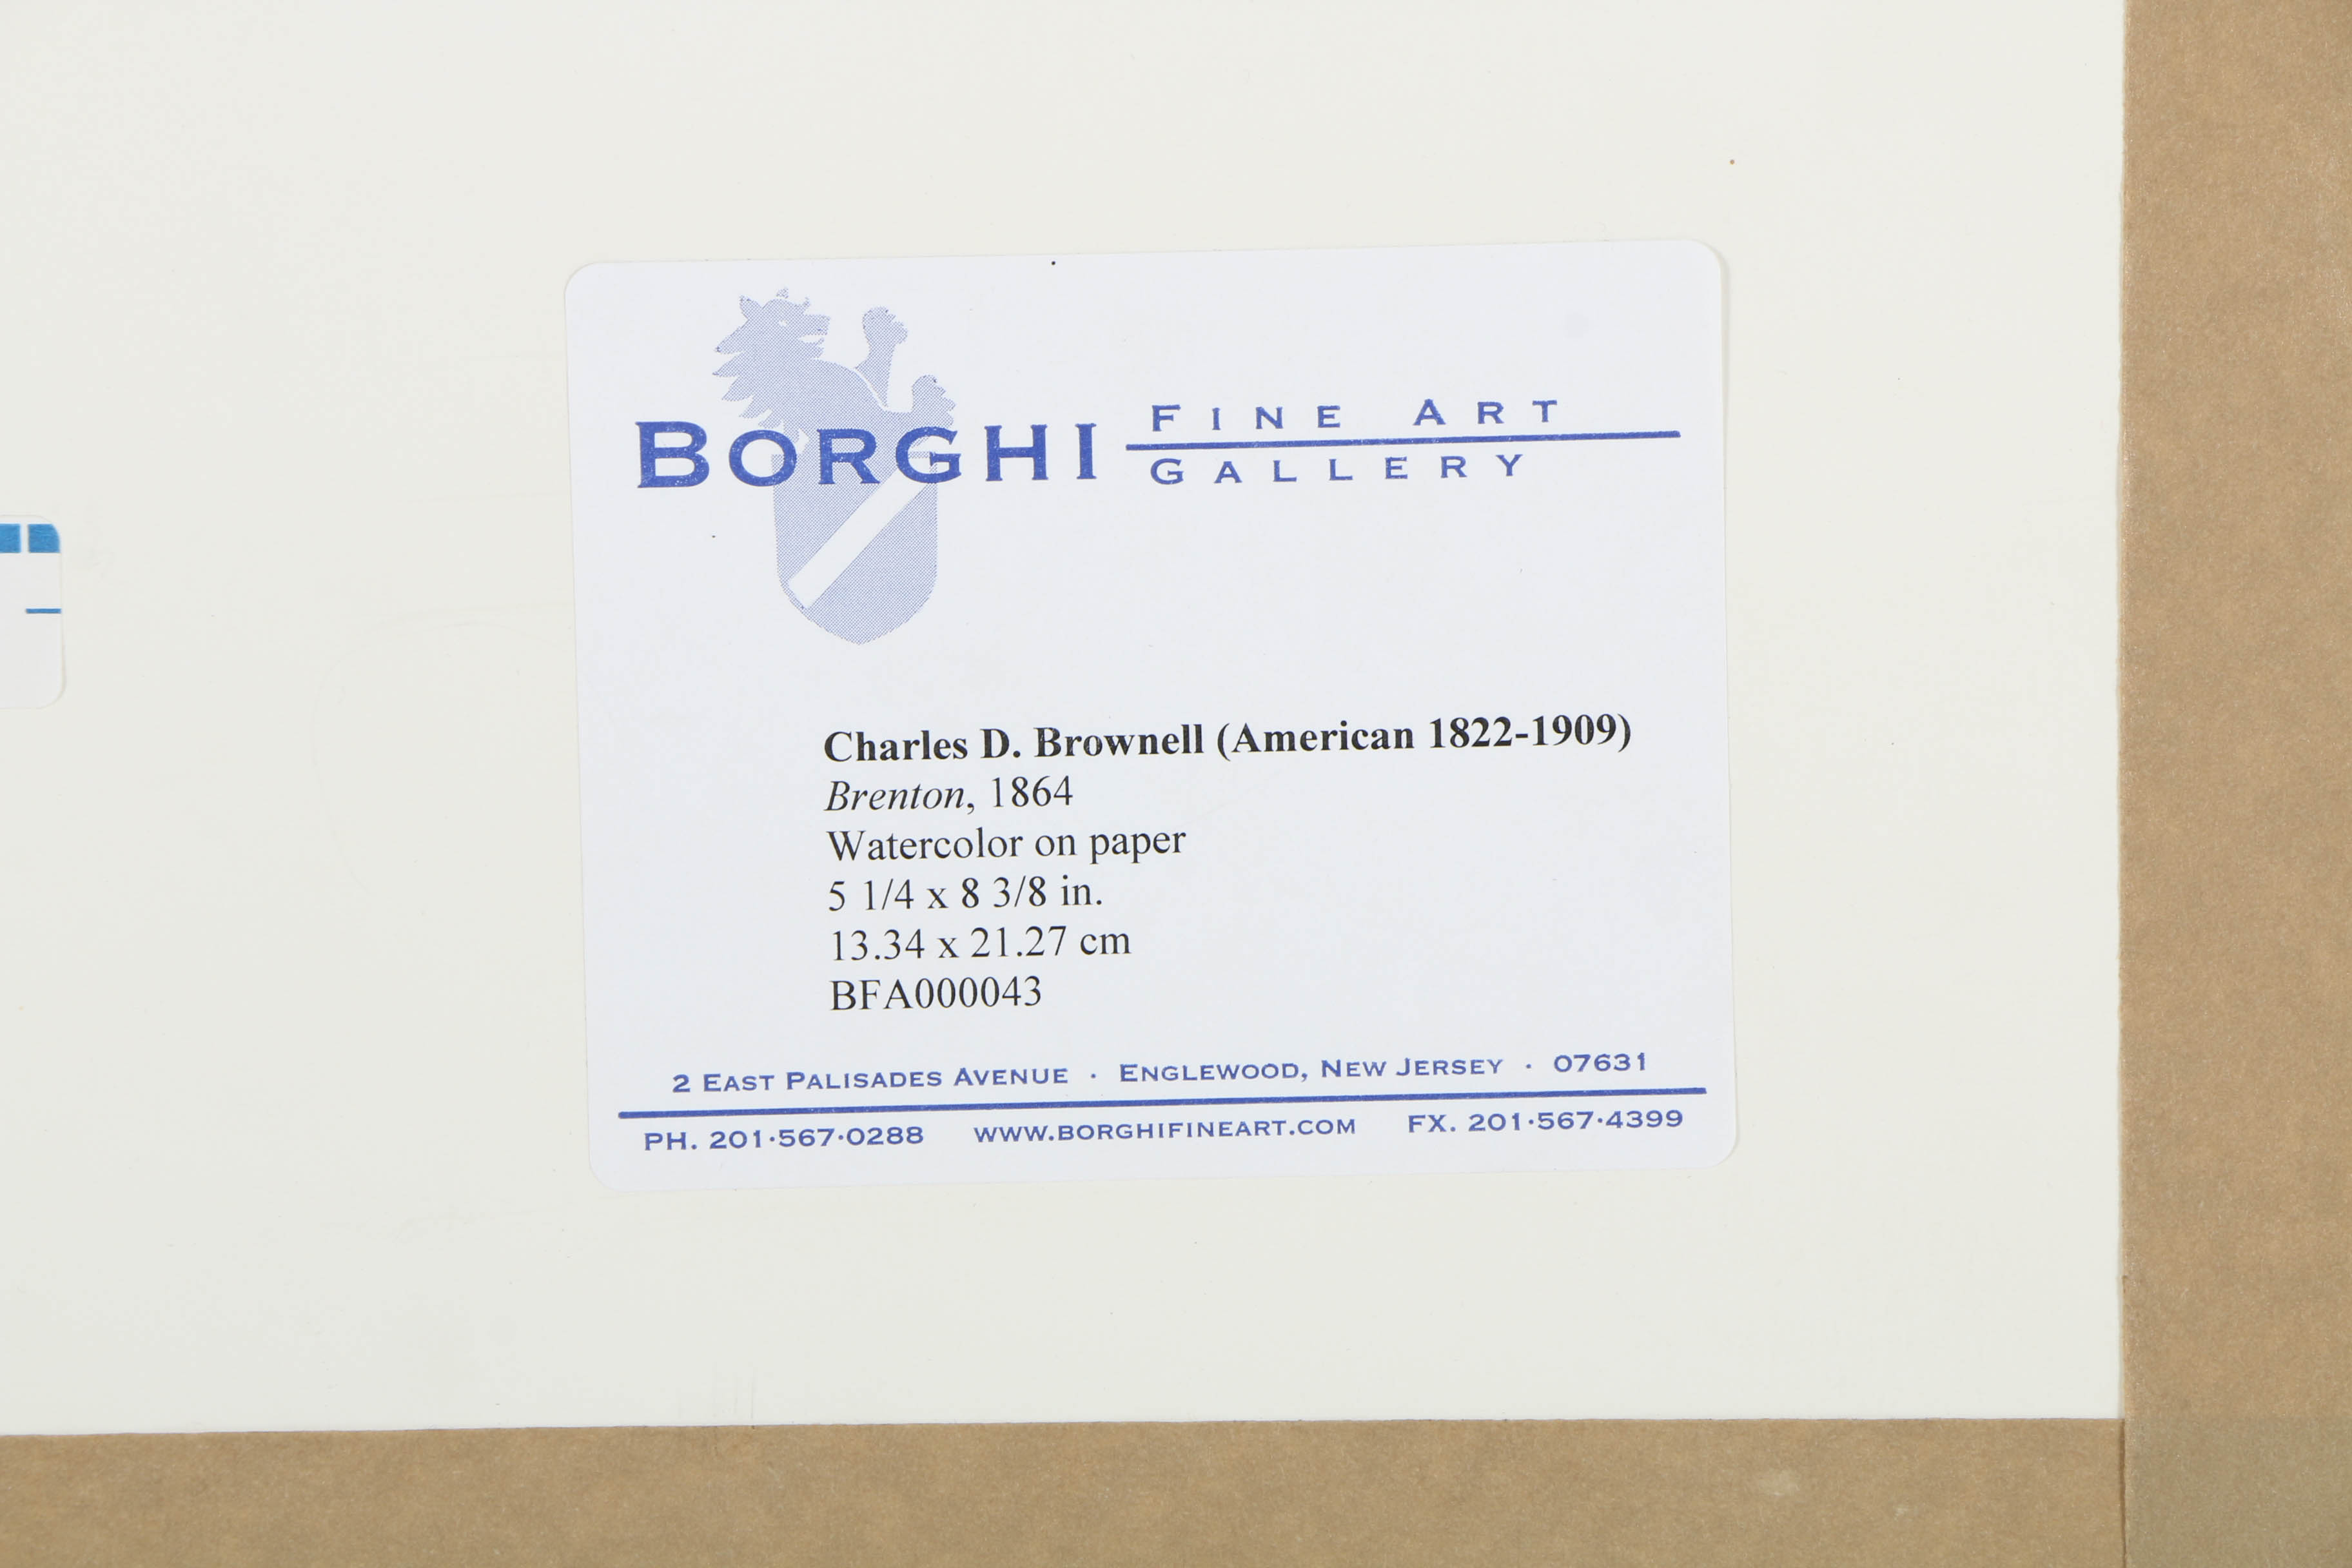 BORGHI FINE ART
GALLERY
Charles D. Brownell (American 1822-1909)
Brenton, 1864
Watercolor on paper
5 1/4 x 8 3/8 in.
13.34 x 21.27 cm
BFA000043
2 EAST PALISADES AVENUE · ENGLEWOOD, NEW JERSEY · 07631
PH. 201·567·0288 WWW.BORGHIFINEART.COM FX. 201·567·4399